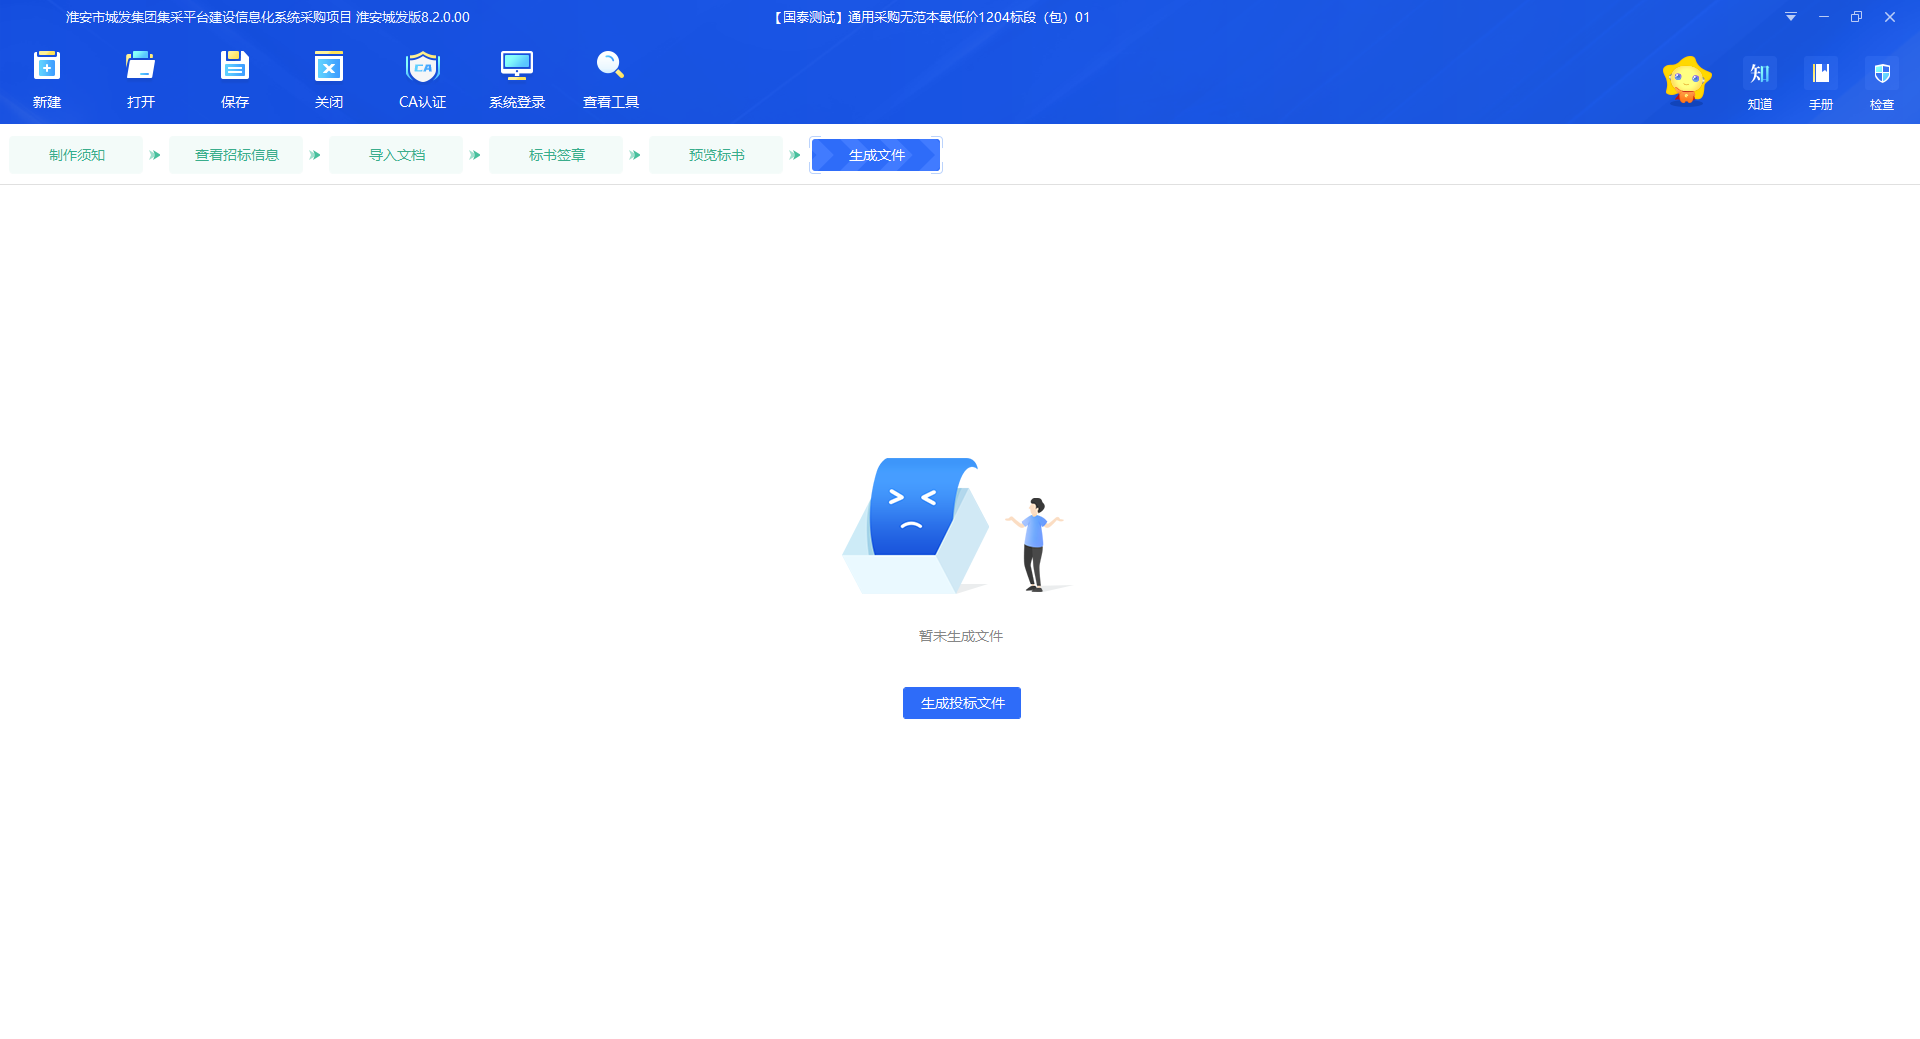 淮安市城发集团集采平台建设信息化系统采购项目 淮安城发版8.2.0.00
【国泰测试】通用采购无范本最低价1204标段（包）01
新建
打开
保存
关闭
CA
CA认证
系统登录
查看工具
知
知道
手册
检查
制作须知
查看招标信息
导入文档
标书签章
预览标书
生成文件
暂未生成文件
生成投标文件